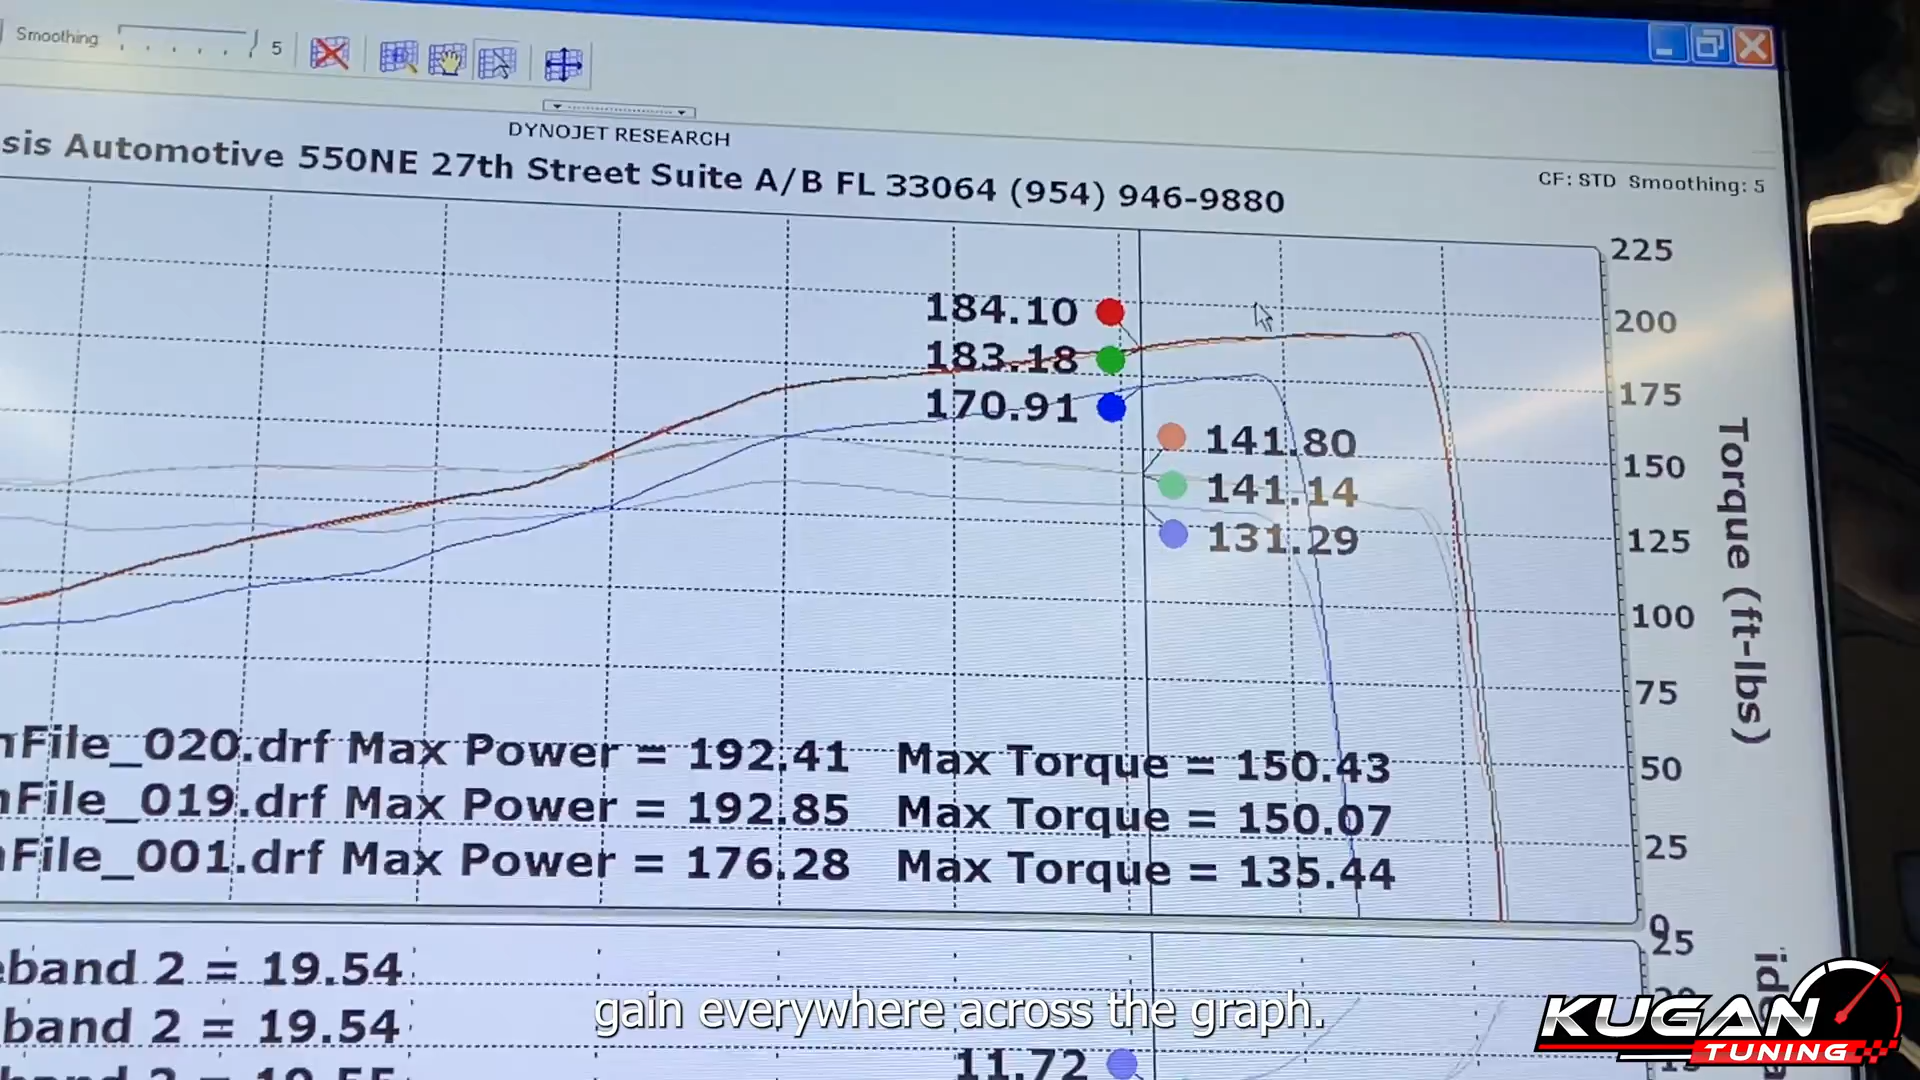 Smoothing 5
DYNOJET RESEARCH
sis Automotive 550NE 27th Street Suite A/B FL 33064 (954) 946-9880
CF: STD Smoothing: 5
225
184.10
200
183.18
175
170.91
141.80
150
141.14
125
131.29
100
75
50
25
0
Torque (ft-lbs)
File_020.drf Max Power = 192.41 Max Torque = 150.43
File_019.drf Max Power = 192.85 Max Torque = 150.07
File_001.drf Max Power = 176.28 Max Torque = 135.44
25
band 2 = 19.54
gain everywhere across the graph.
band 2 = 19.54
11.72
KUGAN
TUNING